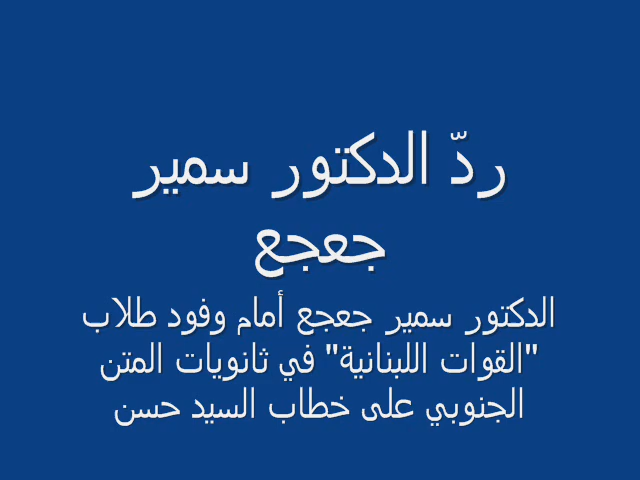 ردّ الدكتور سمير
جعجع
الدكتور سمير جعجع أمام وفود طلاب
"القوات اللبنانية" في ثانويات المتن
الجنوبي على خطاب السيد حسن